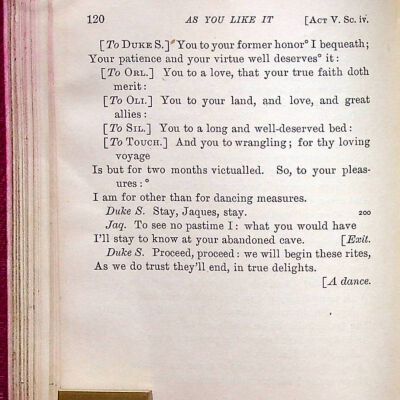 120 AS YOU LIKE IT [ACT V. SC. iv.
[To DUKE S.] You to your former honor° I bequeath;
Your patience and your virtue well deserves° it:
[To ORL.] You to a love, that your true faith doth
merit:
[To OLI.] You to your land, and love, and great
allies:
[To SIL.] You to a long and well-deserved bed:
[To TOUCH.] And you to wrangling; for thy loving
voyage
Is but for two months victualled. So, to your pleas-
ures:°
I am for other than for dancing measures.
Duke S. Stay, Jaques, stay. 200
Jaq. To see no pastime I: what you would have
I'll stay to know at your abandoned cave. [Exit.
Duke S. Proceed, proceed: we will begin these rites,
As we do trust they'll end, in true delights.
[A dance.